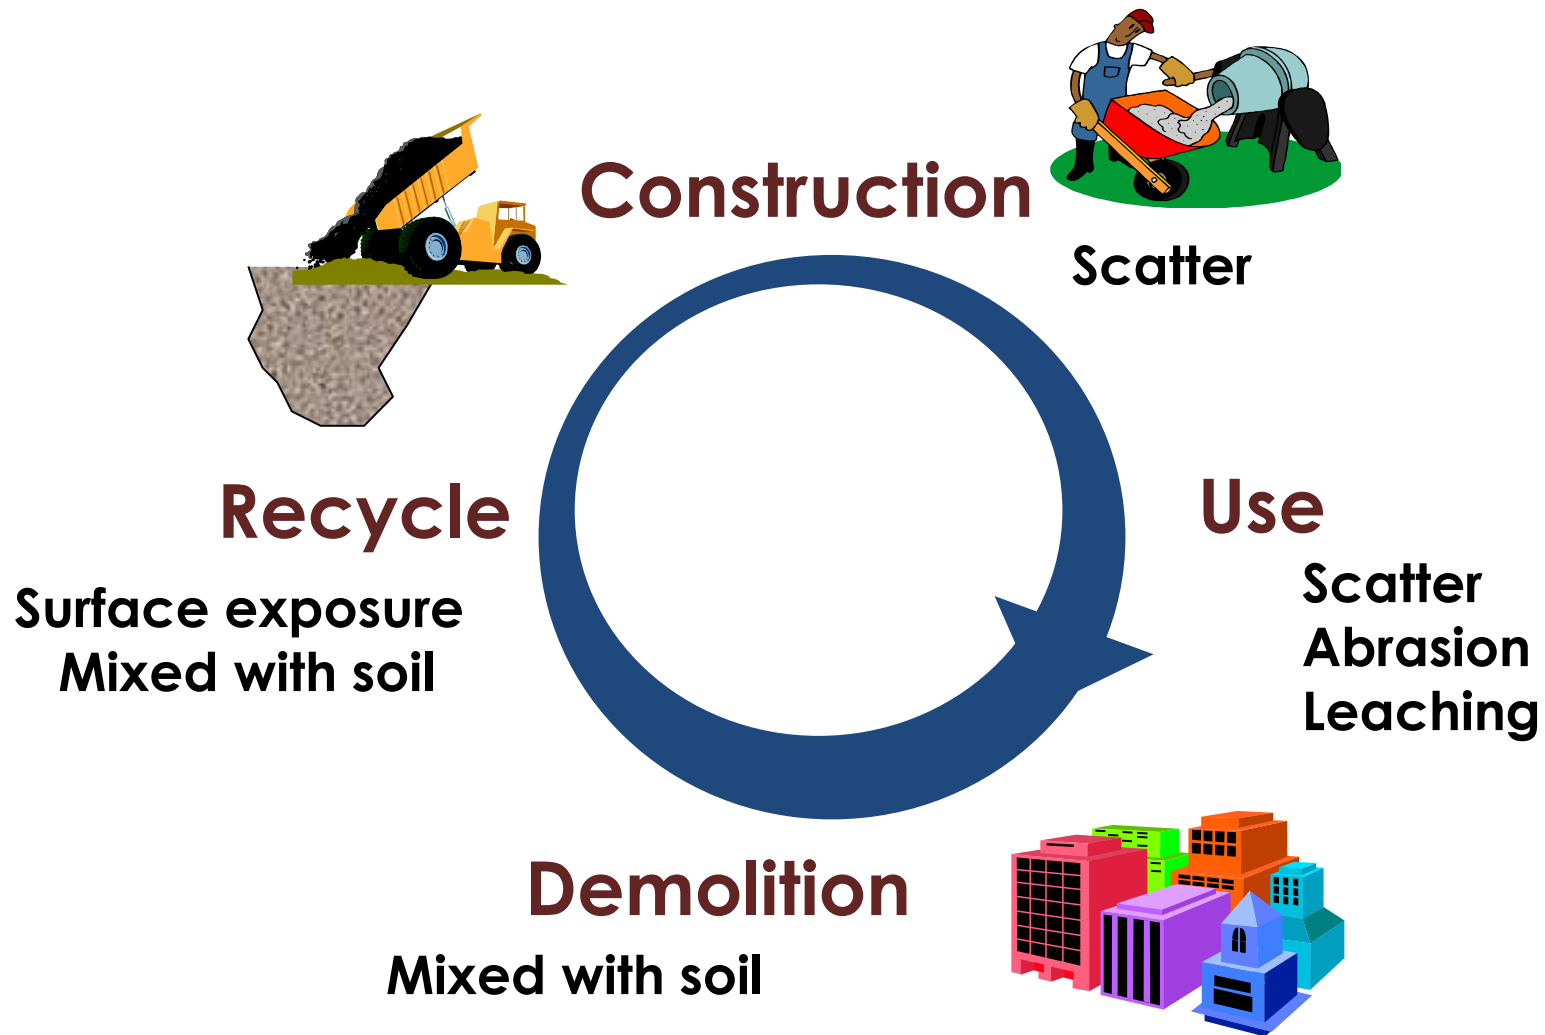 Construction
Scatter
Use
Scatter
Abrasion
Leaching
Demolition
Mixed with soil
Recycle
Surface exposure
Mixed with soil